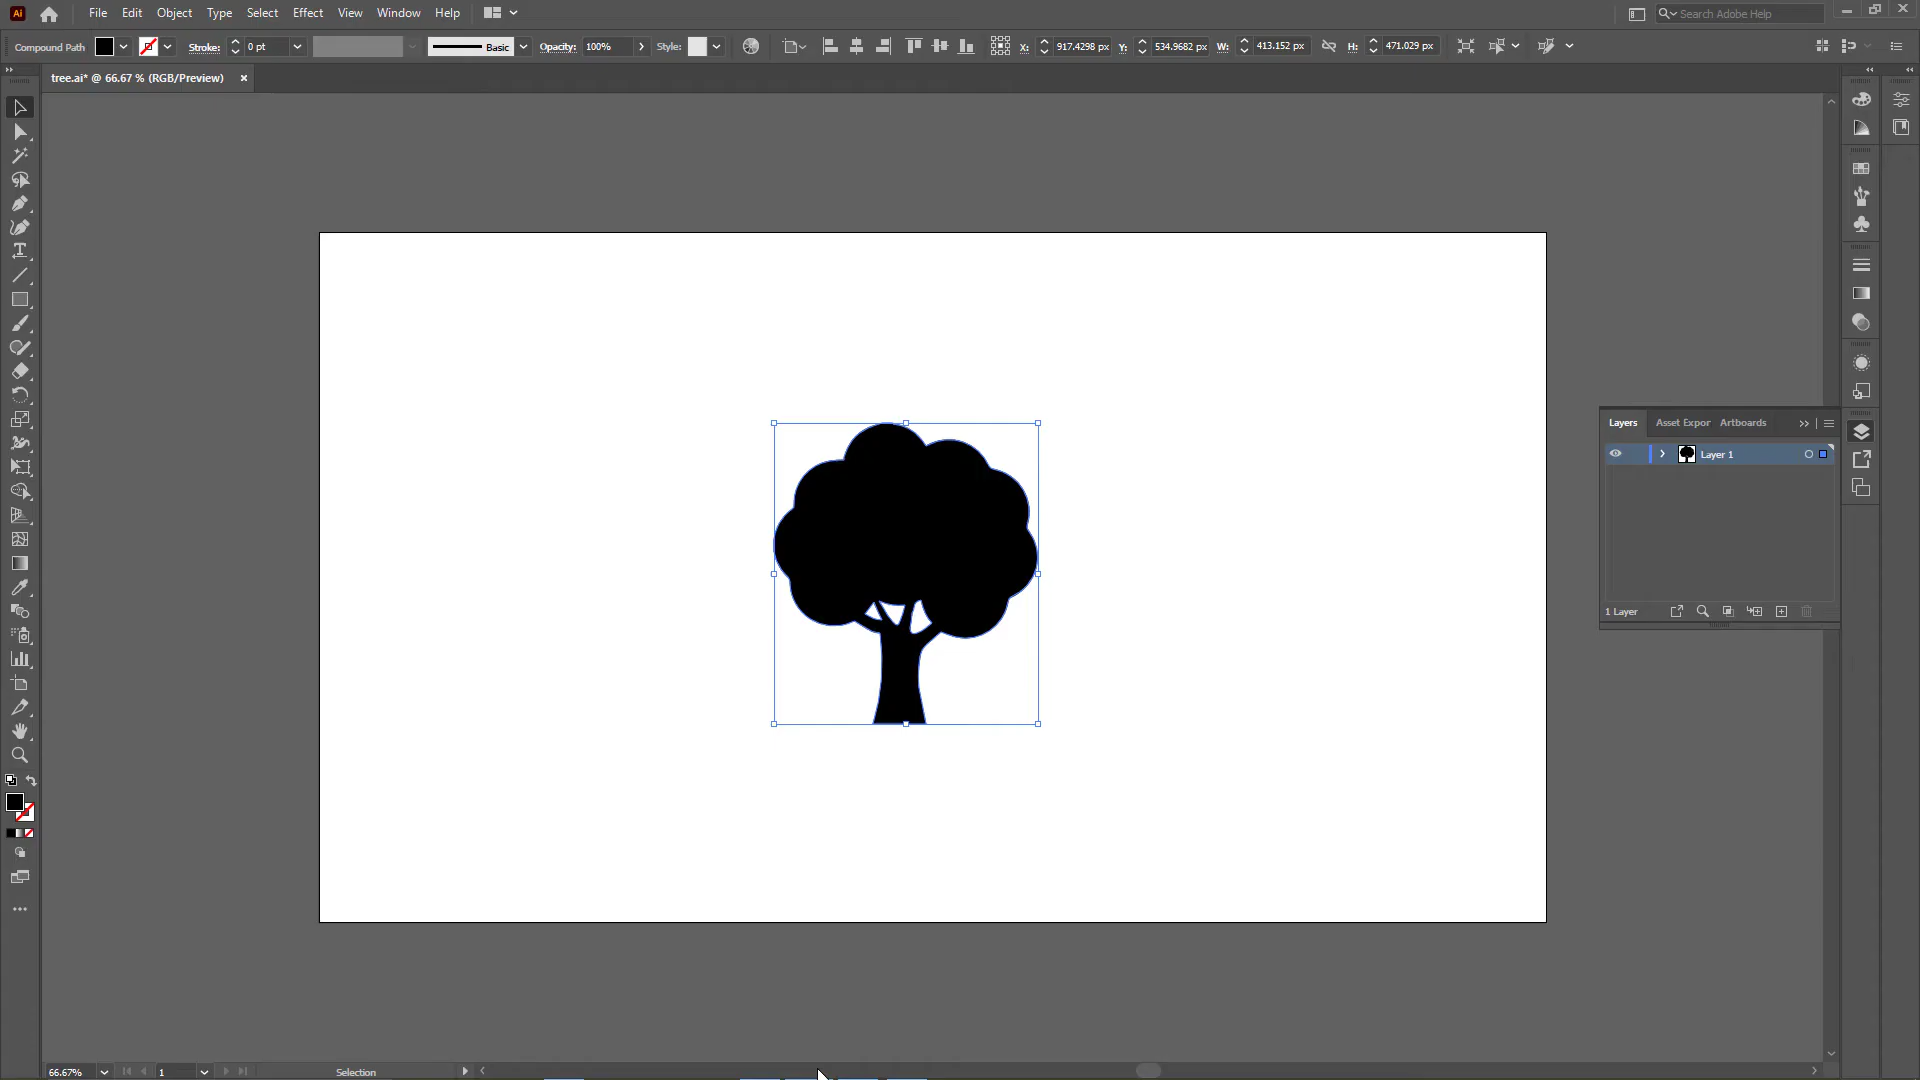 Ai File Edit Object Type Select Effect View Window Help Search Adobe Help
Compound Path Stroke: 0 pt Basic Opacity: 100% Style: X: 917.4298 px Y: 534.9682 px W: 413.152 px H: 471.029 px
tree.ai* @ 66.67 % (RGB/Preview)
Layers Asset Expor Artboards
Layer 1
1 Layer
66.67% 1 Selection